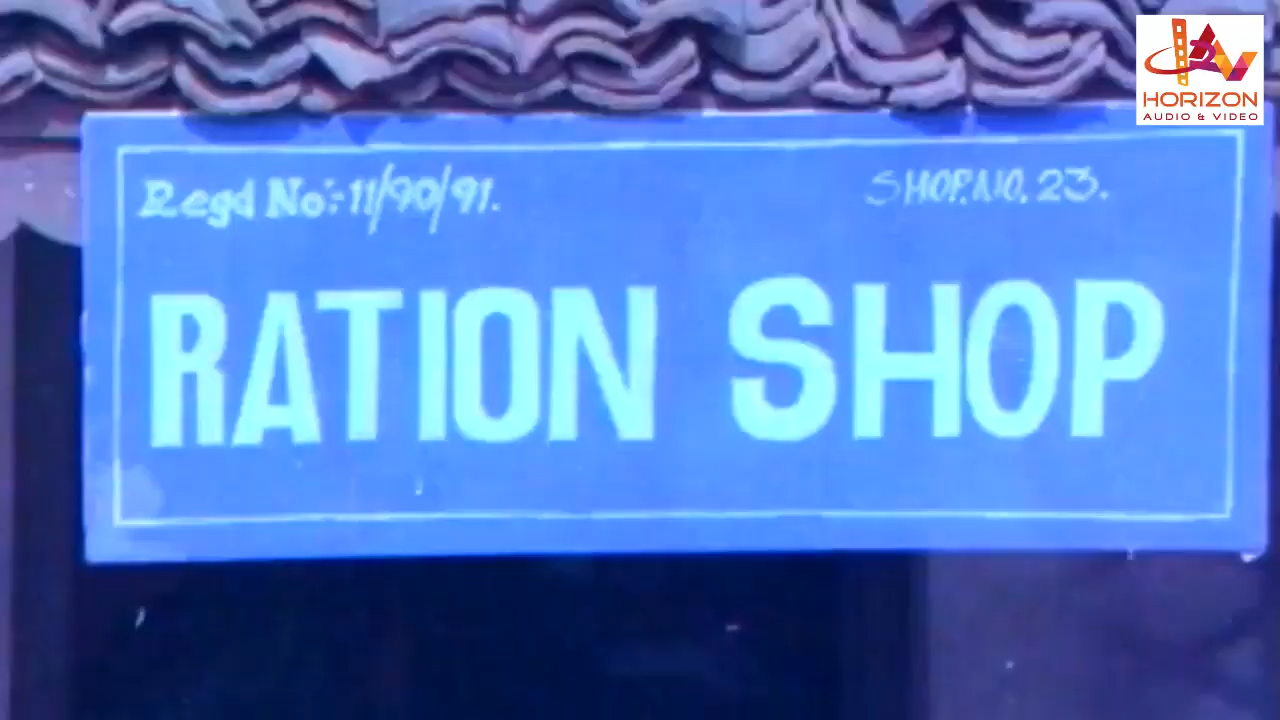 HORIZON
AUDIO & VIDEO
Regd No:-11/90/91.
SHOP.NO.23.
RATION SHOP